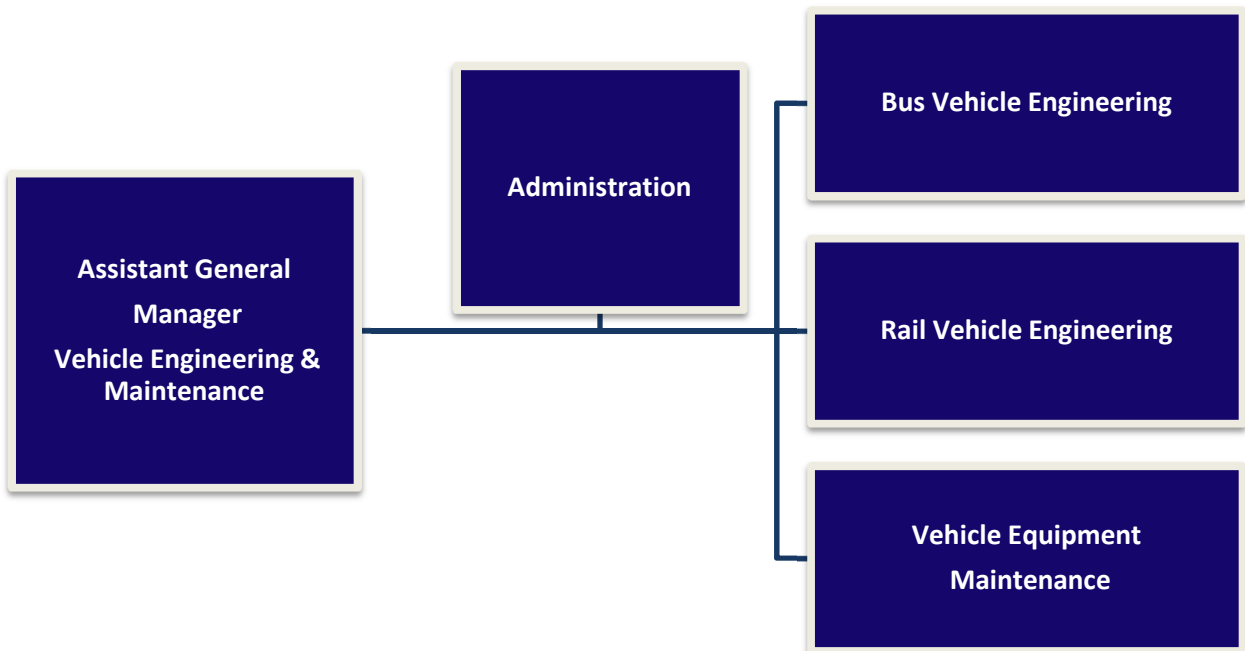 Assistant General
Manager
Vehicle Engineering &
Maintenance
Administration
Bus Vehicle Engineering
Rail Vehicle Engineering
Vehicle Equipment
Maintenance